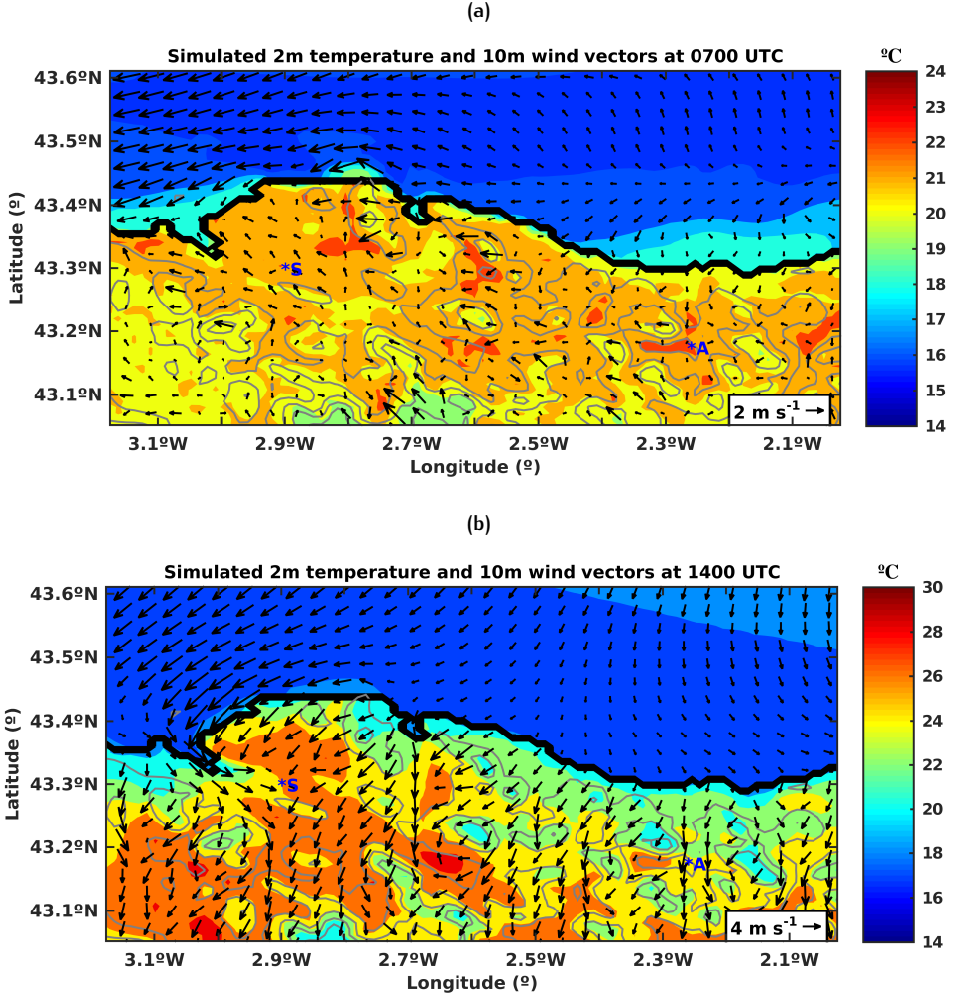 (a)
Simulated 2m temperature and 10m wind vectors at 0700 UTC
ºC
43.6ºN
43.5ºN
43.4ºN
43.3ºN
43.2ºN
43.1ºN
Latitude (º)
*S
*A
2 m s-1
3.1ºW 2.9ºW 2.7ºW 2.5ºW 2.3ºW 2.1ºW
Longitude (º)
24
23
22
21
20
19
18
17
16
15
14
(b)
Simulated 2m temperature and 10m wind vectors at 1400 UTC
ºC
43.6ºN
43.5ºN
43.4ºN
43.3ºN
43.2ºN
43.1ºN
Latitude (º)
*S
*A
4 m s-1
3.1ºW 2.9ºW 2.7ºW 2.5ºW 2.3ºW 2.1ºW
Longitude (º)
30
28
26
24
22
20
18
16
14